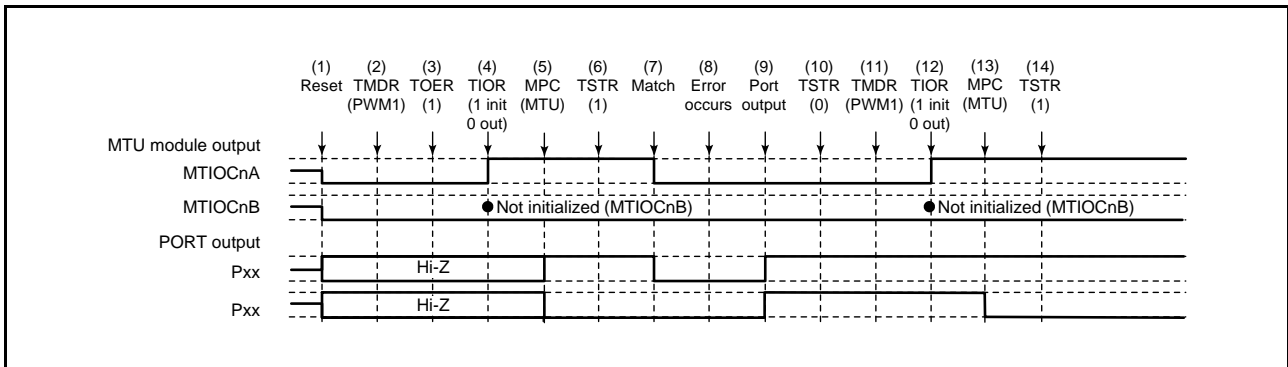 (1) (2) (3) (4) (5) (6) (7) (8) (9) (10) (11) (12) (13) (14)
Reset TMDR TOER TIOR MPC TSTR Match Error Port TSTR TMDR TIOR MPC TSTR
(PWM1) (1) (1 init (MTU) (1) occurs output (0) (PWM1) (1 init (MTU) (1)
0 out) 0 out)
MTU module output
MTIOCnA
MTIOCnB Not initialized (MTIOCnB) Not initialized (MTIOCnB)
PORT output
Pxx Hi-Z
Pxx Hi-Z